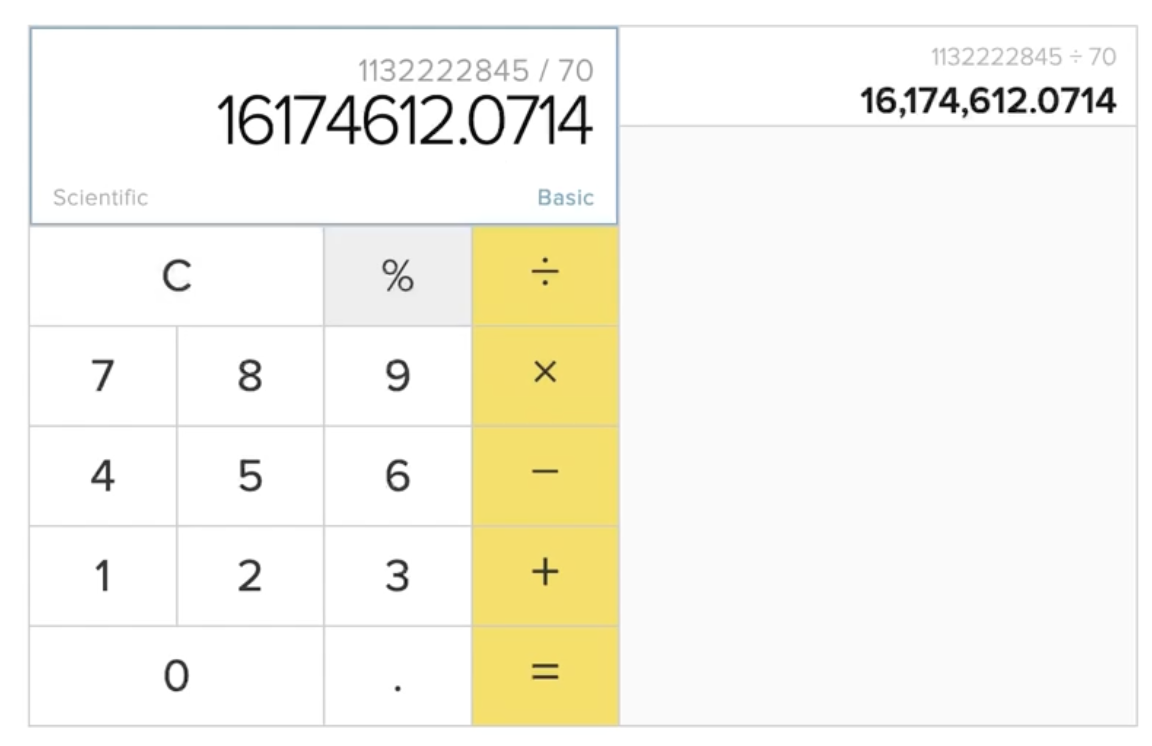 1132222845 / 70
16174612.0714
Scientific Basic
1132222845 ÷ 70
16,174,612.0714
C % ÷
7 8 9 ×
4 5 6 −
1 2 3 +
0 . =